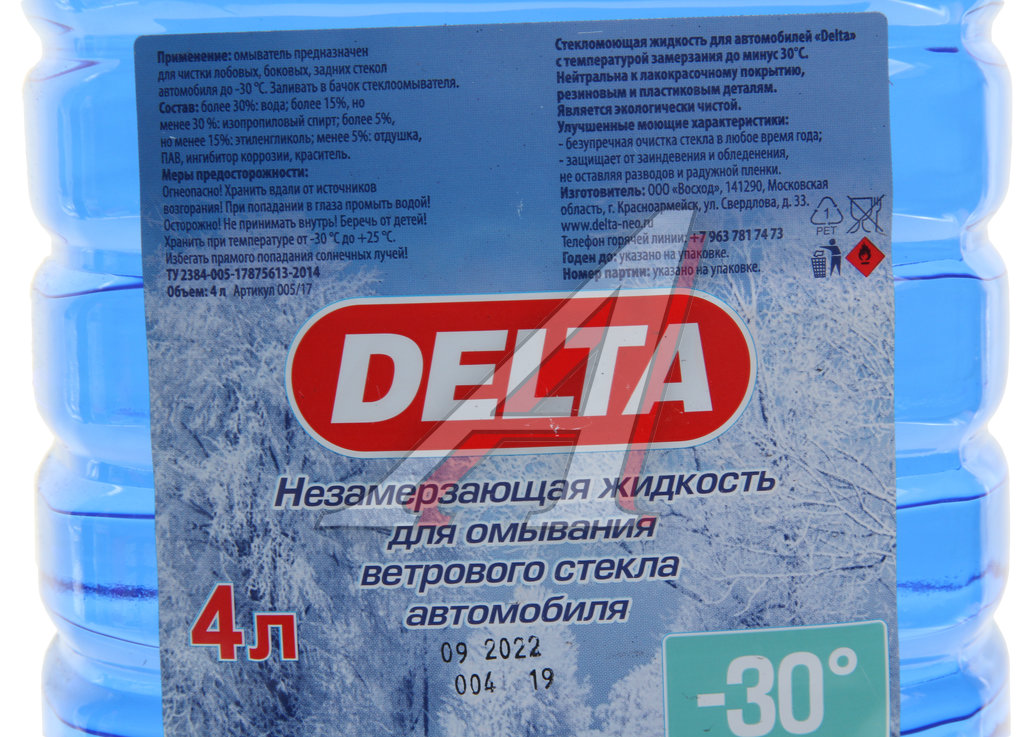 Применение: омыватель предназначен
для чистки лобовых, боковых, задних стекол
автомобиля до -30 °С. Заливать в бачок стеклоомывателя.
Состав: более 30%: вода; более 15%, но
менее 30 %: изопропиловый спирт; более 5%,
но менее 15%: этиленгликоль; менее 5%: отдушка,
ПАВ, ингибитор коррозии, краситель.
Меры предосторожности:
Огнеопасно! Хранить вдали от источников
возгорания! При попадании в глаза промыть водой!
Осторожно! Не принимать внутрь! Беречь от детей!
Хранить при температуре от -30 °С до +25 °С.
Избегать прямого попадания солнечных лучей!
ТУ 2384-005-17875613-2014
Объем: 4 л Артикул 005/17
Стекломоющая жидкость для автомобилей «Delta»
с температурой замерзания до минус 30°С.
Нейтральна к лакокрасочному покрытию,
резиновым и пластиковым деталям.
Является экологически чистой.
Улучшенные моющие характеристики:
- безупречная очистка стекла в любое время года;
- защищает от заиндевения и обледенения,
не оставляя разводов и радужной пленки.
Изготовитель: ООО «Восход», 141290, Московская
область, г. Красноармейск, ул. Свердлова, д. 33.
www.delta-neo.ru
Телефон горячей линии: +7 963 781 74 73
Годен до: указано на упаковке.
Номер партии: указано на упаковке.
1
PET
DELTA
Незамерзающая жидкость
для омывания
ветрового стекла
автомобиля
4 л
09 2022
004 19
-30°